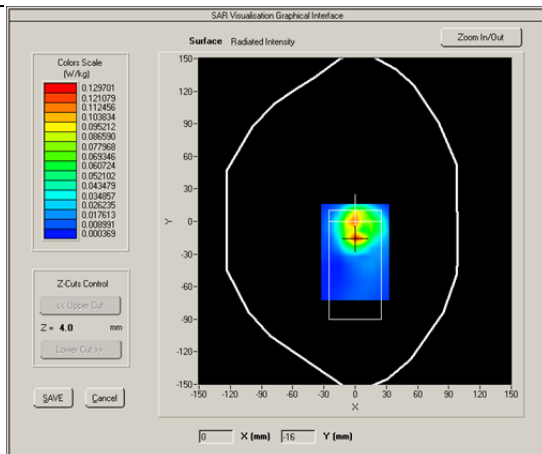 SAR Visualisation Graphical Interface
Surface Radiated Intensity
Zoom In/Out
Colors Scale
(W/kg)
0.129701
0.121079
0.112456
0.103834
0.095212
0.086590
0.077968
0.069346
0.060724
0.052102
0.043479
0.034857
0.026235
0.017613
0.008991
0.000369
Z-Cuts Control
<< Upper Cut
Z = 4.0 mm
Lower Cut >>
SAVE Cancel
150
120
90
60
30
0
-30
-60
-90
-120
-150
Y
-150 -120 -90 -60 -30 0 30 60 90 120 150
X
0 X (mm) -16 Y (mm)